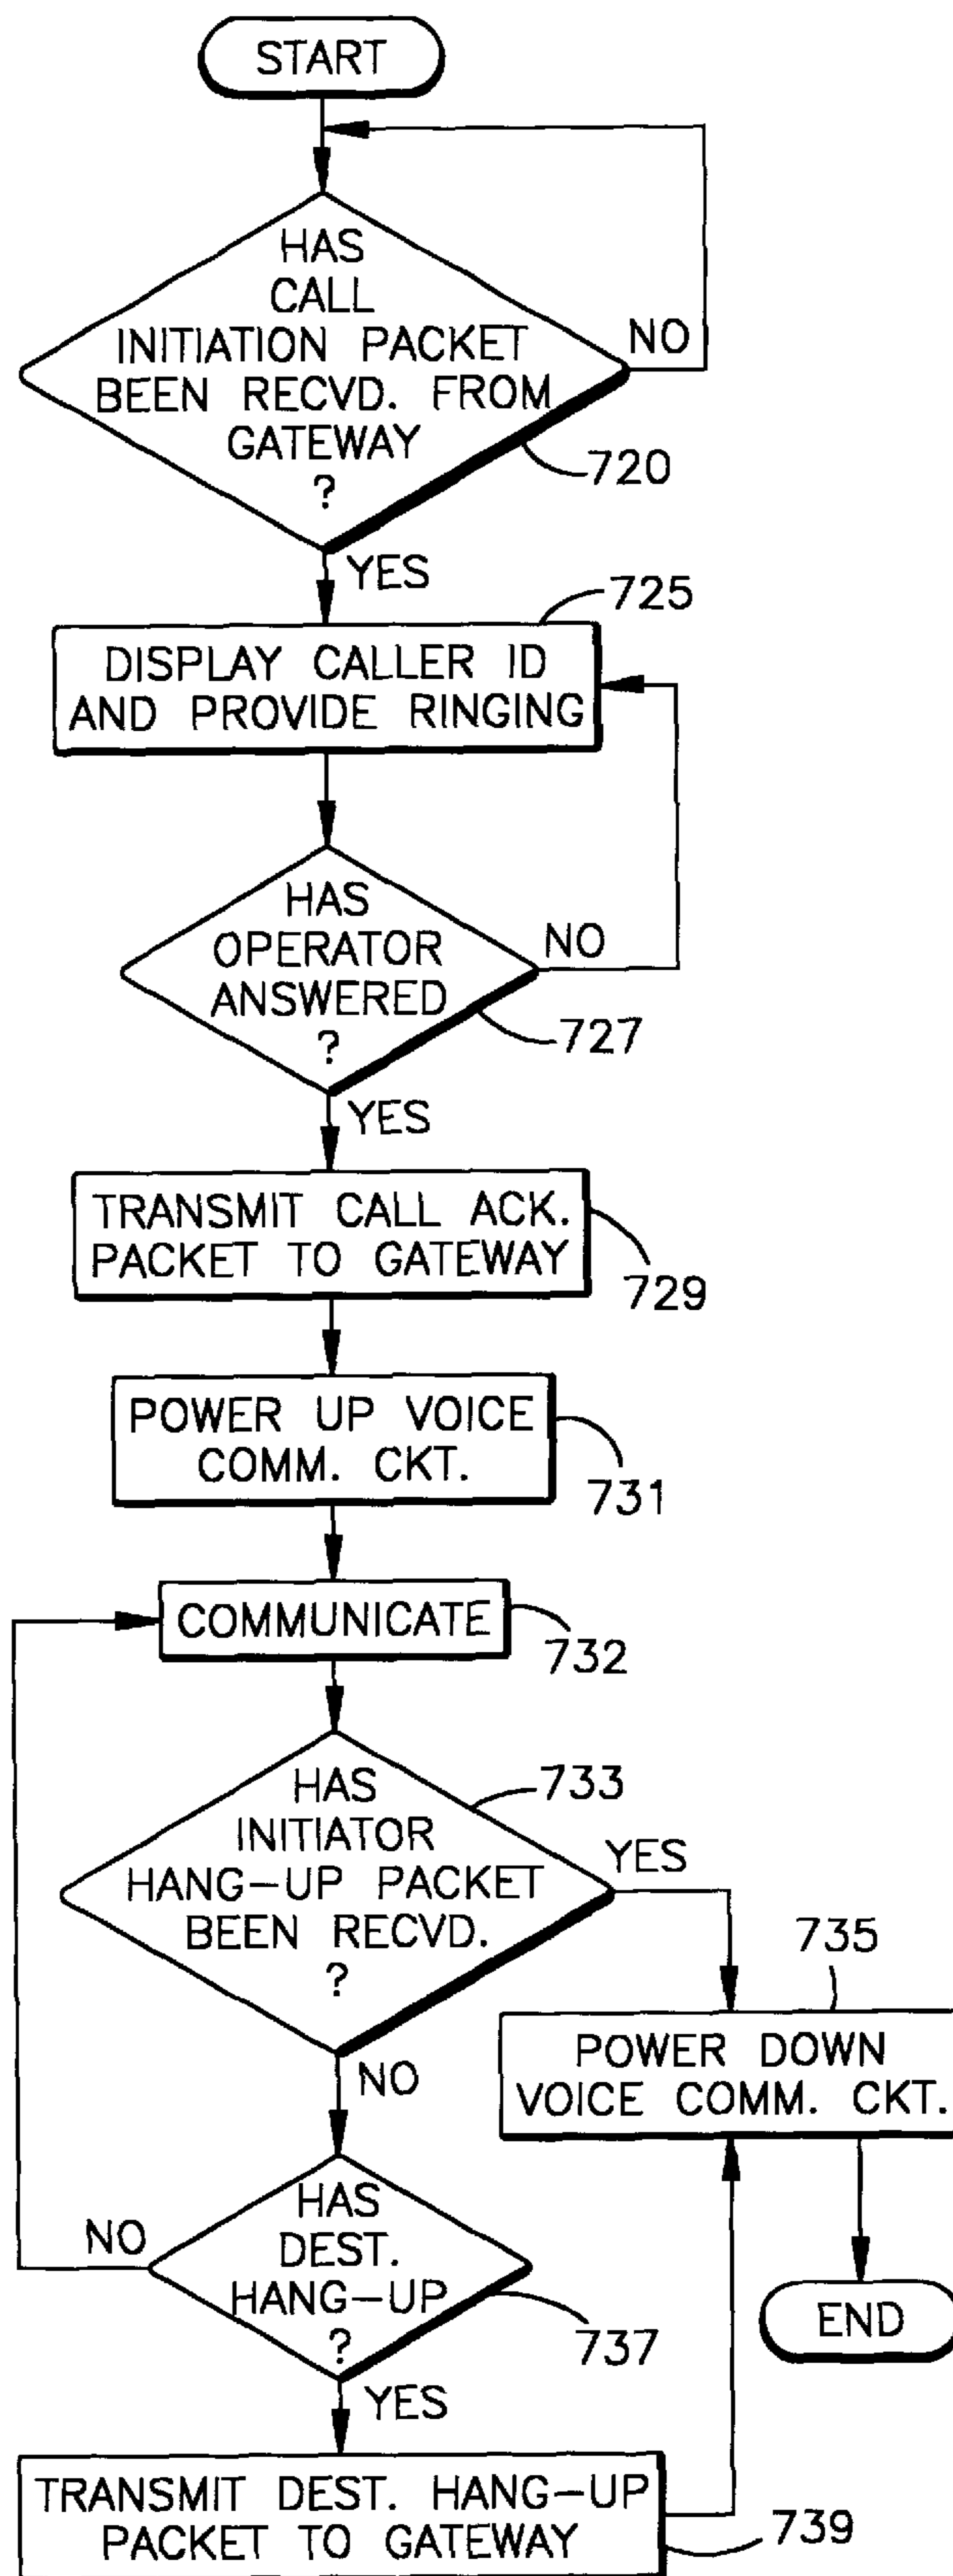 START
HAS
CALL
INITIATION PACKET
BEEN RECVD. FROM
GATEWAY
?
NO
720
YES
725
DISPLAY CALLER ID
AND PROVIDE RINGING
HAS
OPERATOR
ANSWERED
?
NO
727
YES
TRANSMIT CALL ACK.
PACKET TO GATEWAY
729
POWER UP VOICE
COMM. CKT.
731
COMMUNICATE
732
HAS
INITIATOR
HANG-UP PACKET
BEEN RECVD.
?
733
YES
735
POWER DOWN
VOICE COMM. CKT.
NO
HAS
DEST.
HANG-UP
?
NO
737
END
YES
TRANSMIT DEST. HANG-UP
PACKET TO GATEWAY
739